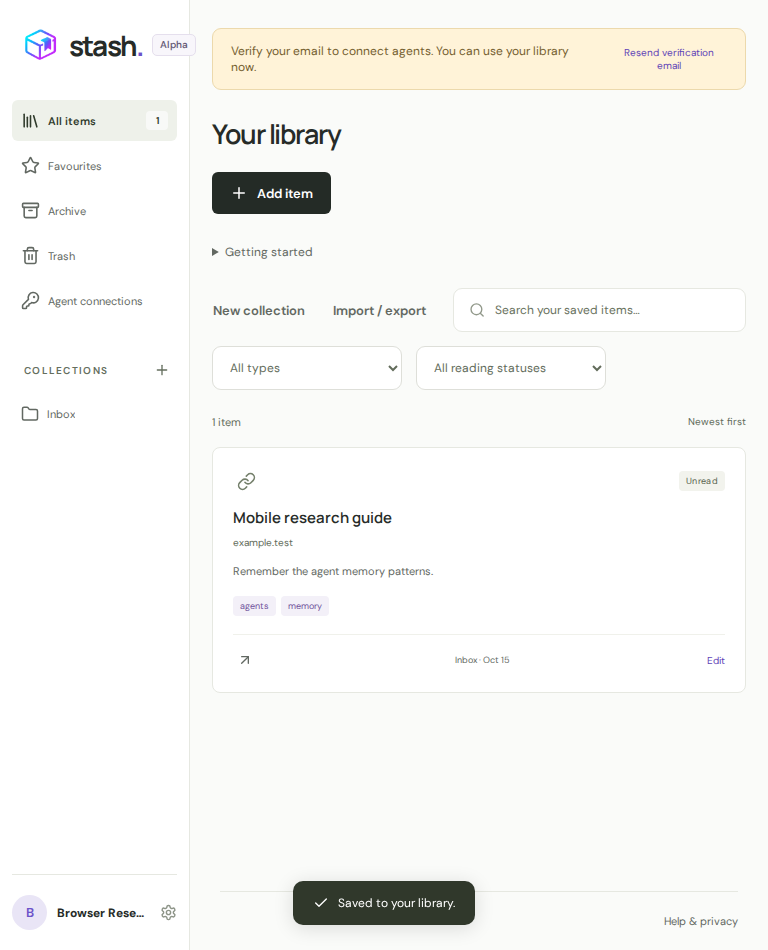 stash.
Alpha
All items
1
Favourites
Archive
Trash
Agent connections
COLLECTIONS
Inbox
B
Browser Rese...
Verify your email to connect agents. You can use your library
now.
Resend verification
email
Your library
Add item
Getting started
New collection
Import / export
Search your saved items...
All types
All reading statuses
1 item
Newest first
Unread
Mobile research guide
example.test
Remember the agent memory patterns.
agents
memory
Inbox · Oct 15
Edit
Saved to your library.
Help & privacy